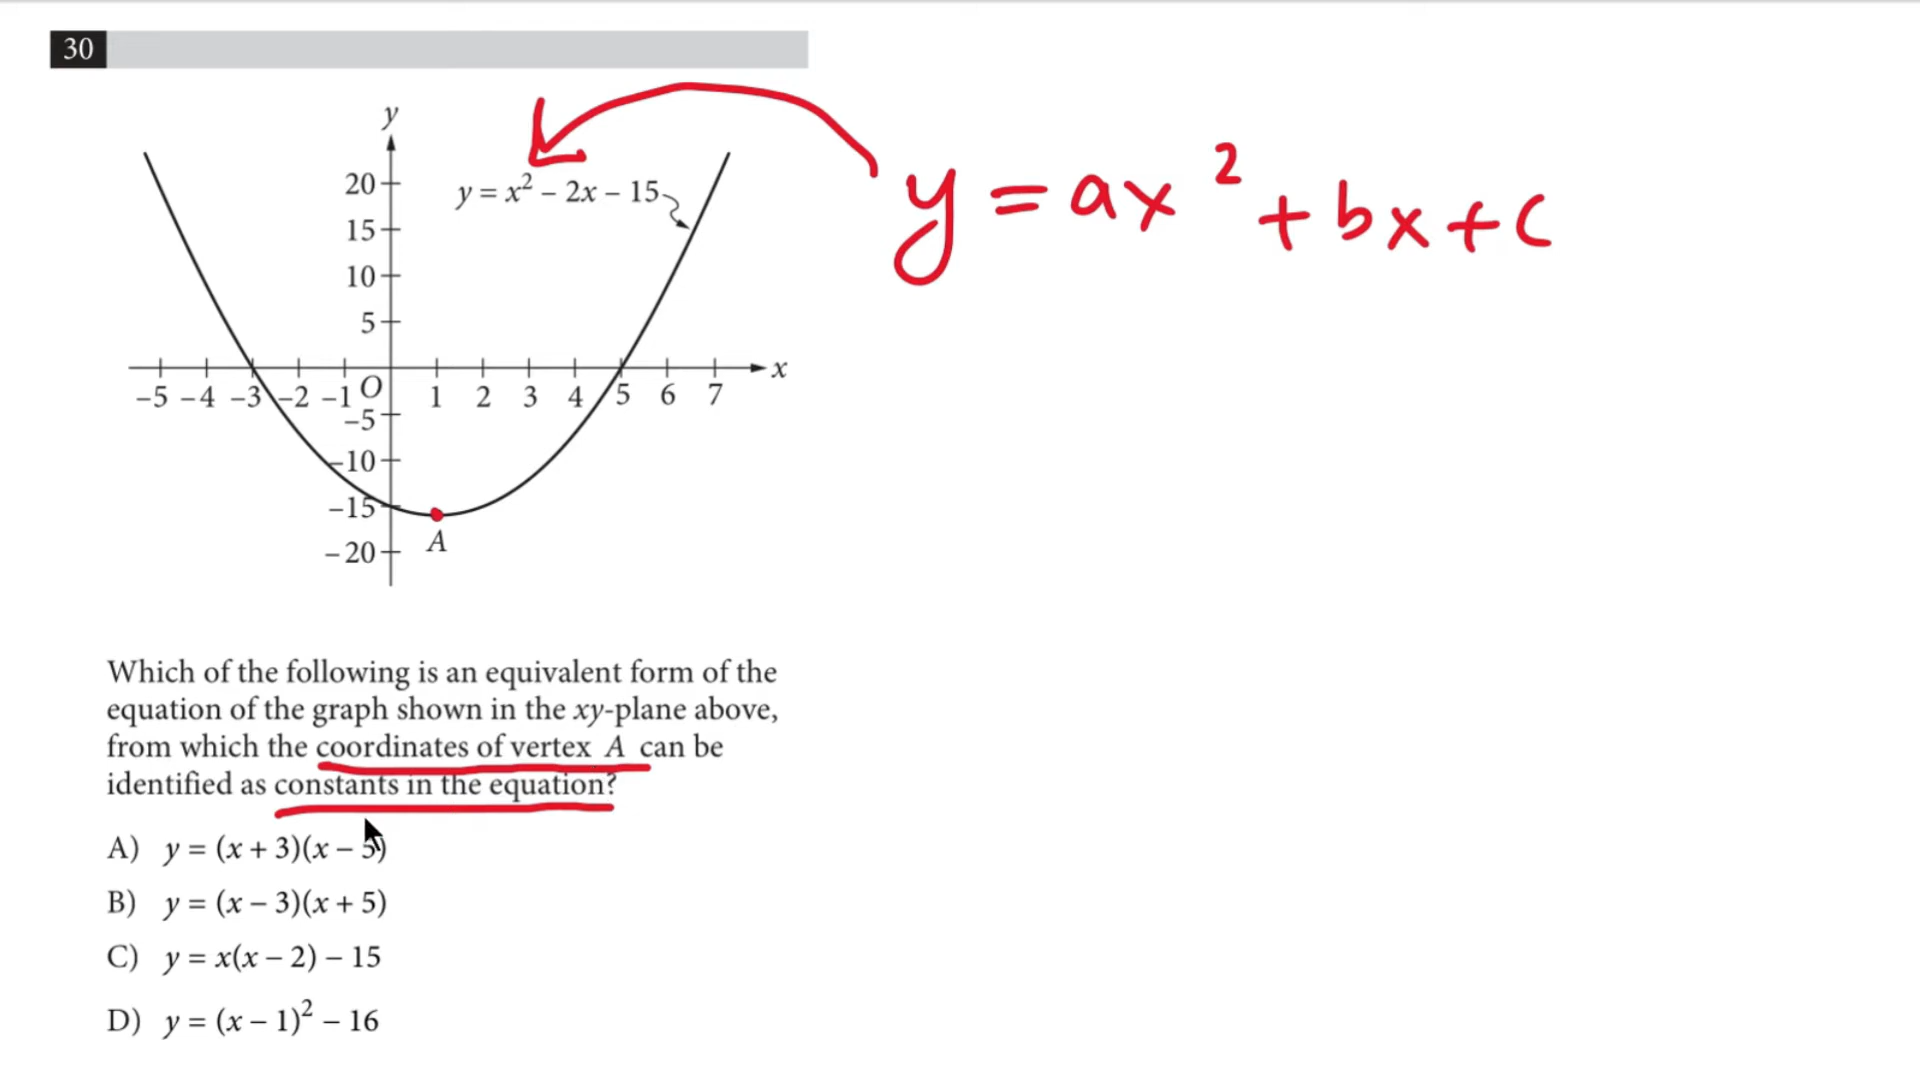 30
y
20
15
10
5
y = x² – 2x – 15
y = ax² + bx + c
x
–5 –4 –3 –2 –1 O 1 2 3 4 5 6 7
–5
–10
–15
–20
A
Which of the following is an equivalent form of the
equation of the graph shown in the xy-plane above,
from which the coordinates of vertex A can be
identified as constants in the equation?
A) y = (x + 3)(x – 5)
B) y = (x – 3)(x + 5)
C) y = x(x – 2) – 15
D) y = (x – 1)² – 16